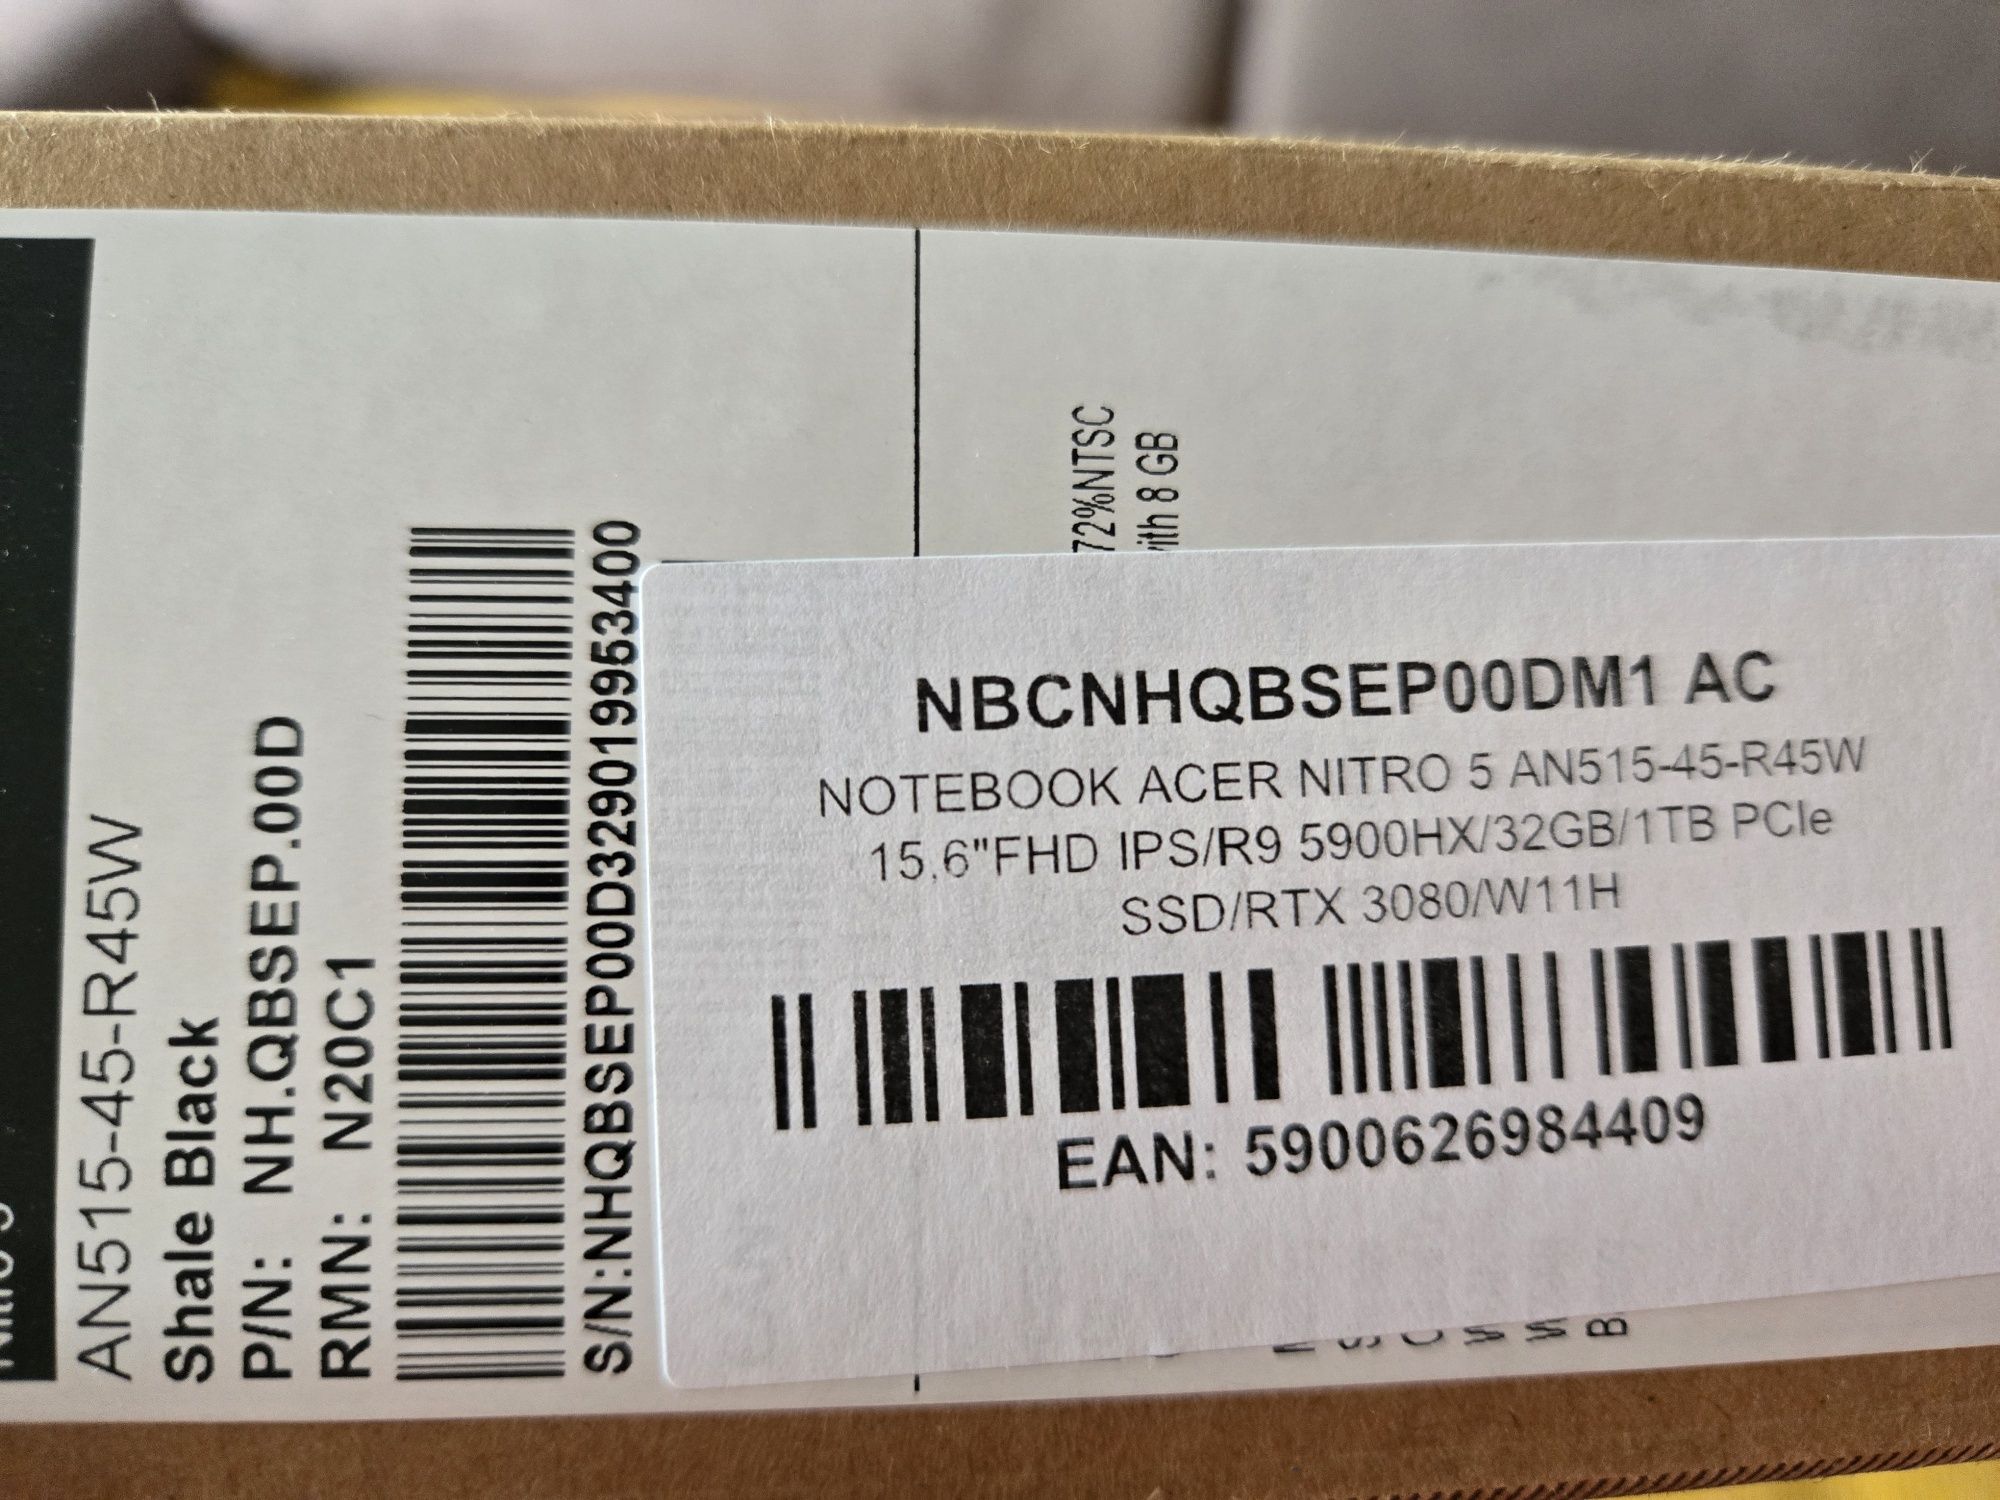 AN515-45-R45W
Shale Black
P/N: NH.QBSEP.00D
RMN: N20C1
S/N:NHQBSEP00D329019953400
72%NTSC
with 8 GB
NBCNHQBSEP00DM1 AC
NOTEBOOK ACER NITRO 5 AN515-45-R45W
15,6"FHD IPS/R9 5900HX/32GB/1TB PCIe
SSD/RTX 3080/W11H
EAN: 5900626984409